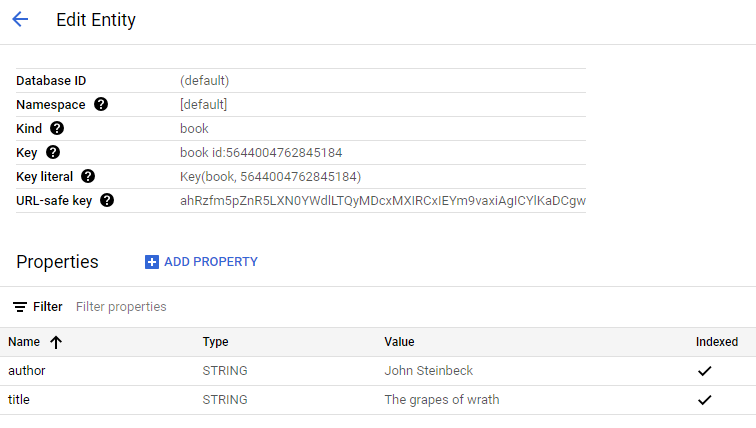 Edit Entity
Database ID (default)
Namespace [default]
Kind book
Key book id:5644004762845184
Key literal Key(book, 5644004762845184)
URL-safe key ahRzfm5pZnR5LXN0YWdlLTQyMDcxMXIRCxIEYm9vaxiAgICYlKaDCgw
Properties ADD PROPERTY
Filter Filter properties
Name Type Value Indexed
author STRING John Steinbeck
title STRING The grapes of wrath